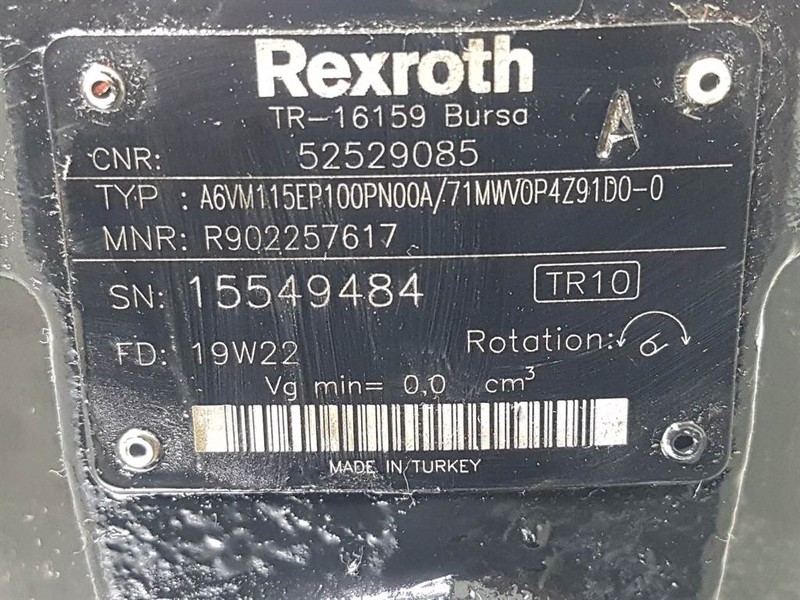 Rexroth
TR-16159 Bursa
A
CNR: 52529085
TYP : A6VM115EP100PN00A/71MWV0P4Z91D0-0
MNR: R902257617
SN: 15549484 TR10
FD: 19W22 Rotation:
Vg min= 0,0 cm³
MADE IN TURKEY